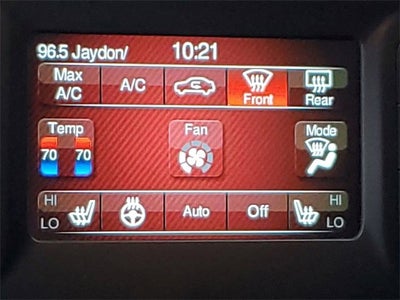 96.5 Jaydon/ 10:21
Max A/C
A/C
Front
Rear
Temp
70 70
Fan
Mode
HI
LO
Auto
Off
HI
LO